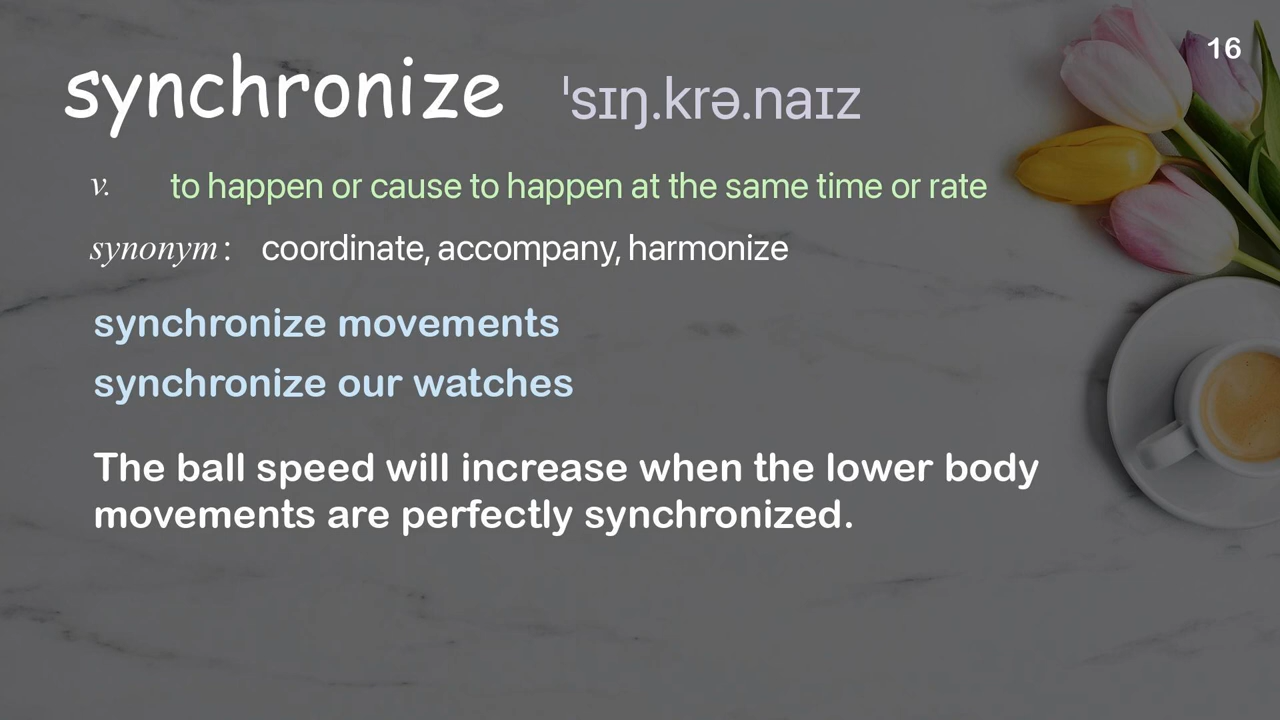 16
synchronize ˈsɪŋ.krə.naɪz
v. to happen or cause to happen at the same time or rate
synonym: coordinate, accompany, harmonize
synchronize movements
synchronize our watches
The ball speed will increase when the lower body
movements are perfectly synchronized.